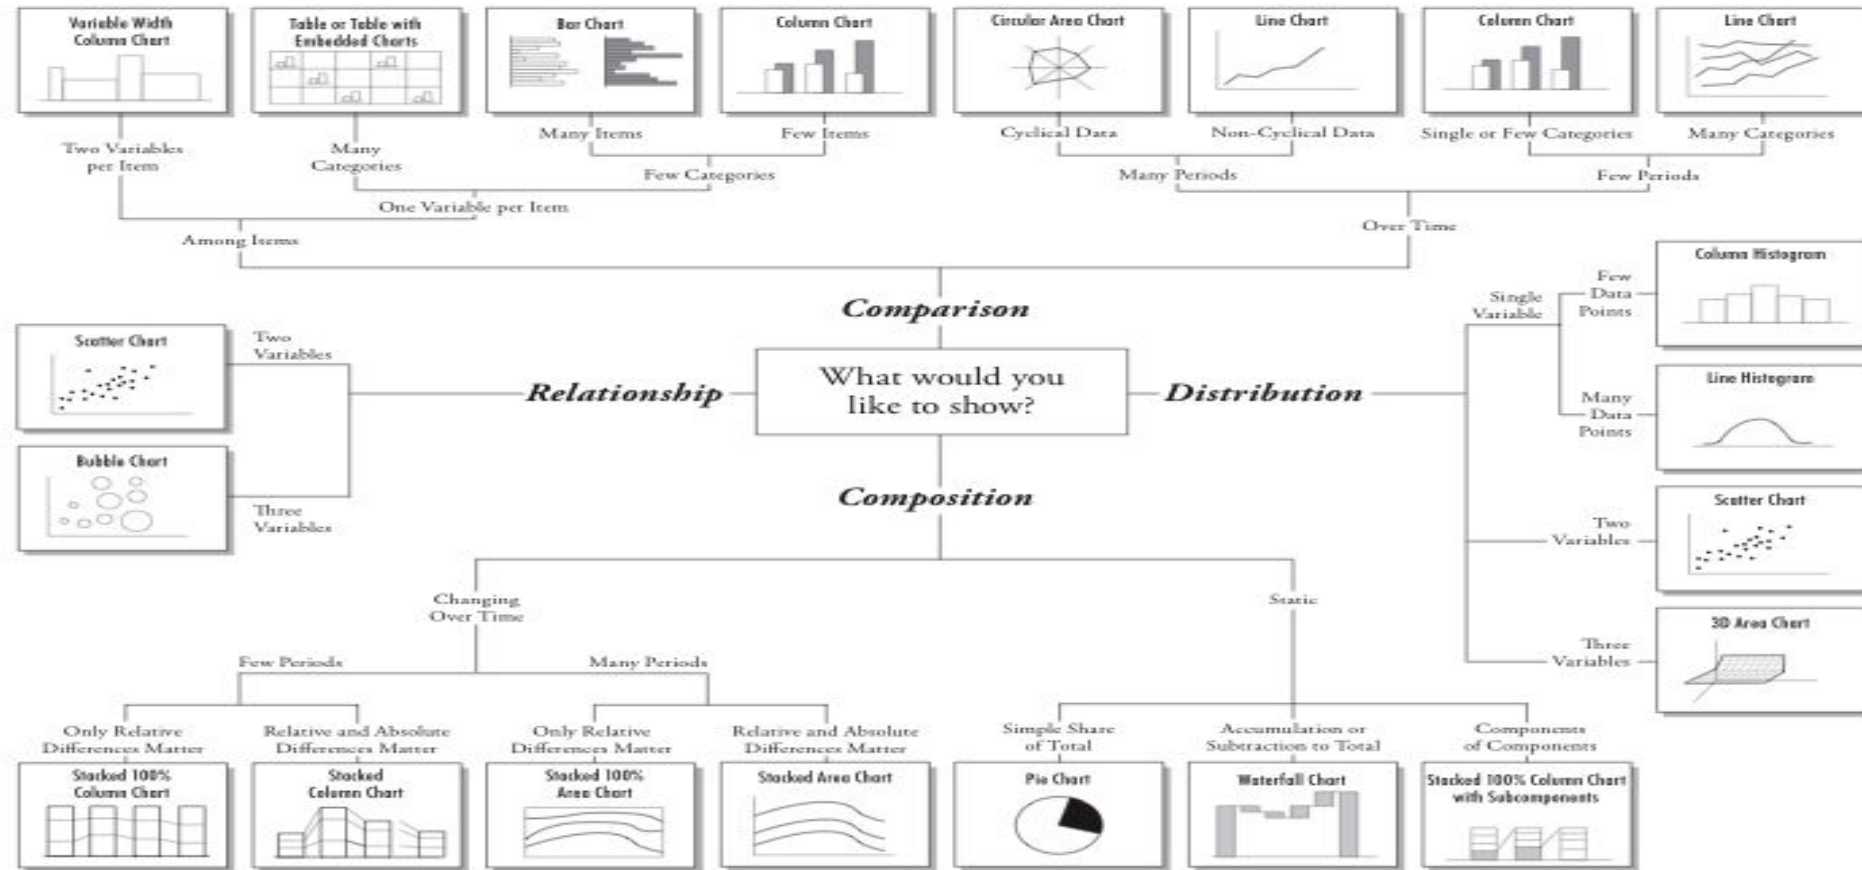 Variable Width
Column Chart
Table or Table with
Embedded Charts
Bar Chart
Column Chart
Circular Area Chart
Line Chart
Column Chart
Line Chart
Two Variables
per Item
Many
Categories
Many Items
Few Items
Cyclical Data
Non-Cyclical Data
Single or Few Categories
Many Categories
Few Categories
Many Periods
Few Periods
One Variable per Item
Among Items
Over Time
Comparison
What would you
like to show?
Relationship
Two
Variables
Scatter Chart
Bubble Chart
Three
Variables
Distribution
Single
Variable
Few
Data
Points
Column Histogram
Many
Data
Points
Line Histogram
Two
Variables
Scatter Chart
Three
Variables
3D Area Chart
Composition
Changing
Over Time
Static
Few Periods
Many Periods
Only Relative
Differences Matter
Relative and Absolute
Differences Matter
Only Relative
Differences Matter
Relative and Absolute
Differences Matter
Simple Share
of Total
Accumulation or
Subtraction to Total
Components
of Components
Stacked 100%
Column Chart
Stacked
Column Chart
Stacked 100%
Area Chart
Stacked Area Chart
Pie Chart
Waterfall Chart
Stacked 100% Column Chart
with Subcomponents